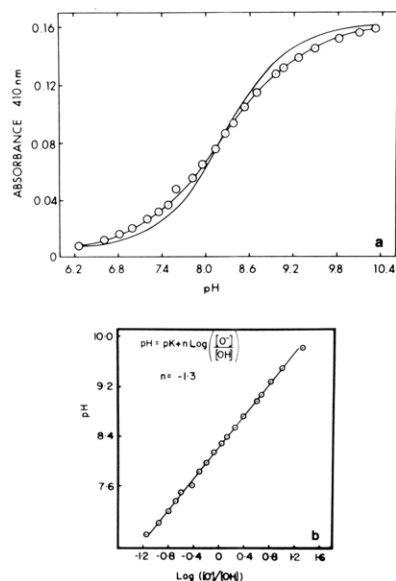 0.16
0.12
0.08
0.04
0
ABSORBANCE 410 nm
a
6.2 6.8 7.4 8.0 8.6 9.2 9.8 10.4
pH
10·0
9·2
8·4
7·6
pH
pH= pK+n Log ([O⁻]/[OH])
n= -1·3
b
-1·2 -0·8 -0·4 0 0·4 0·8 1·2 1·6
Log ([O⁻]/[OH])